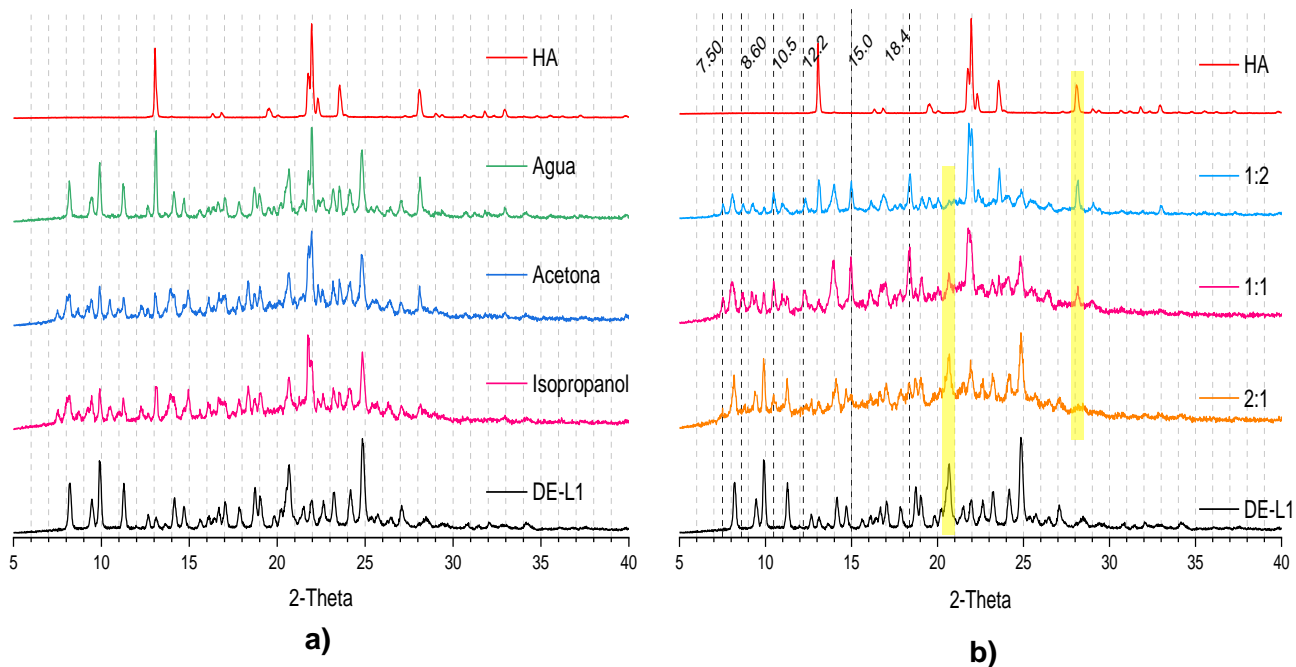 HA
Agua
Acetona
Isopropanol
DE-L1
5 10 15 20 25 30 35 40
2-Theta
a)
7.50 8.60 10.5 12.2 15.0 18.4
HA
1:2
1:1
2:1
DE-L1
5 10 15 20 25 30 35 40
2-Theta
b)